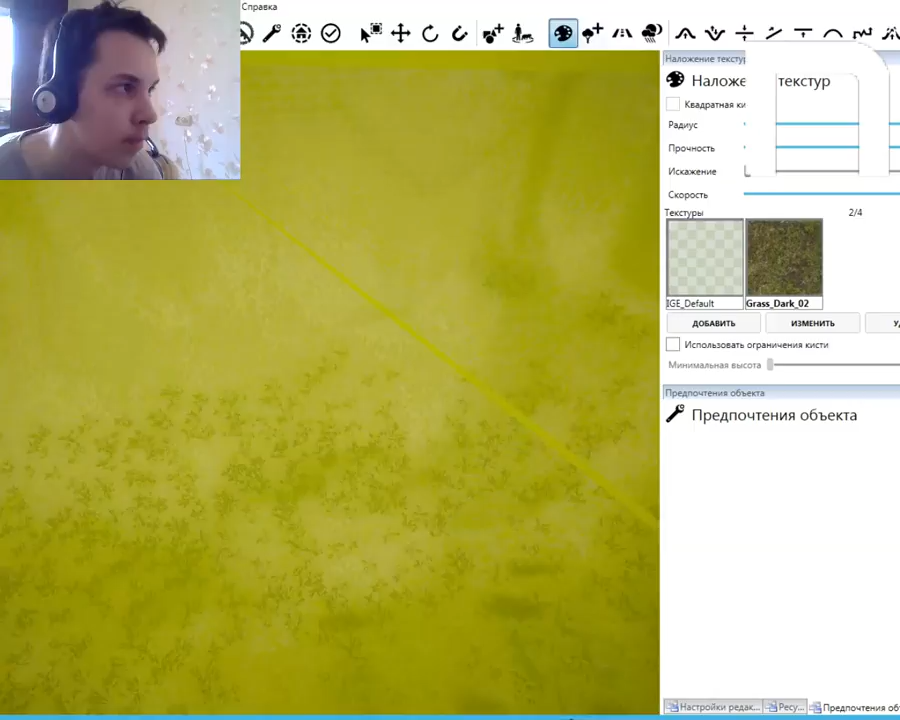 Справка
Наложение текстур
Наложе текстур
Квадратная ки
Радиус
Прочность
Искажение
Скорость
Текстуры 2/4
IGE_Default Grass_Dark_02
ДОБАВИТЬ ИЗМЕНИТЬ У
Использовать ограничения кисти
Минимальная высота
Предпочтения объекта
Предпочтения объекта
Настройки редак... Ресу... Предпочтения об